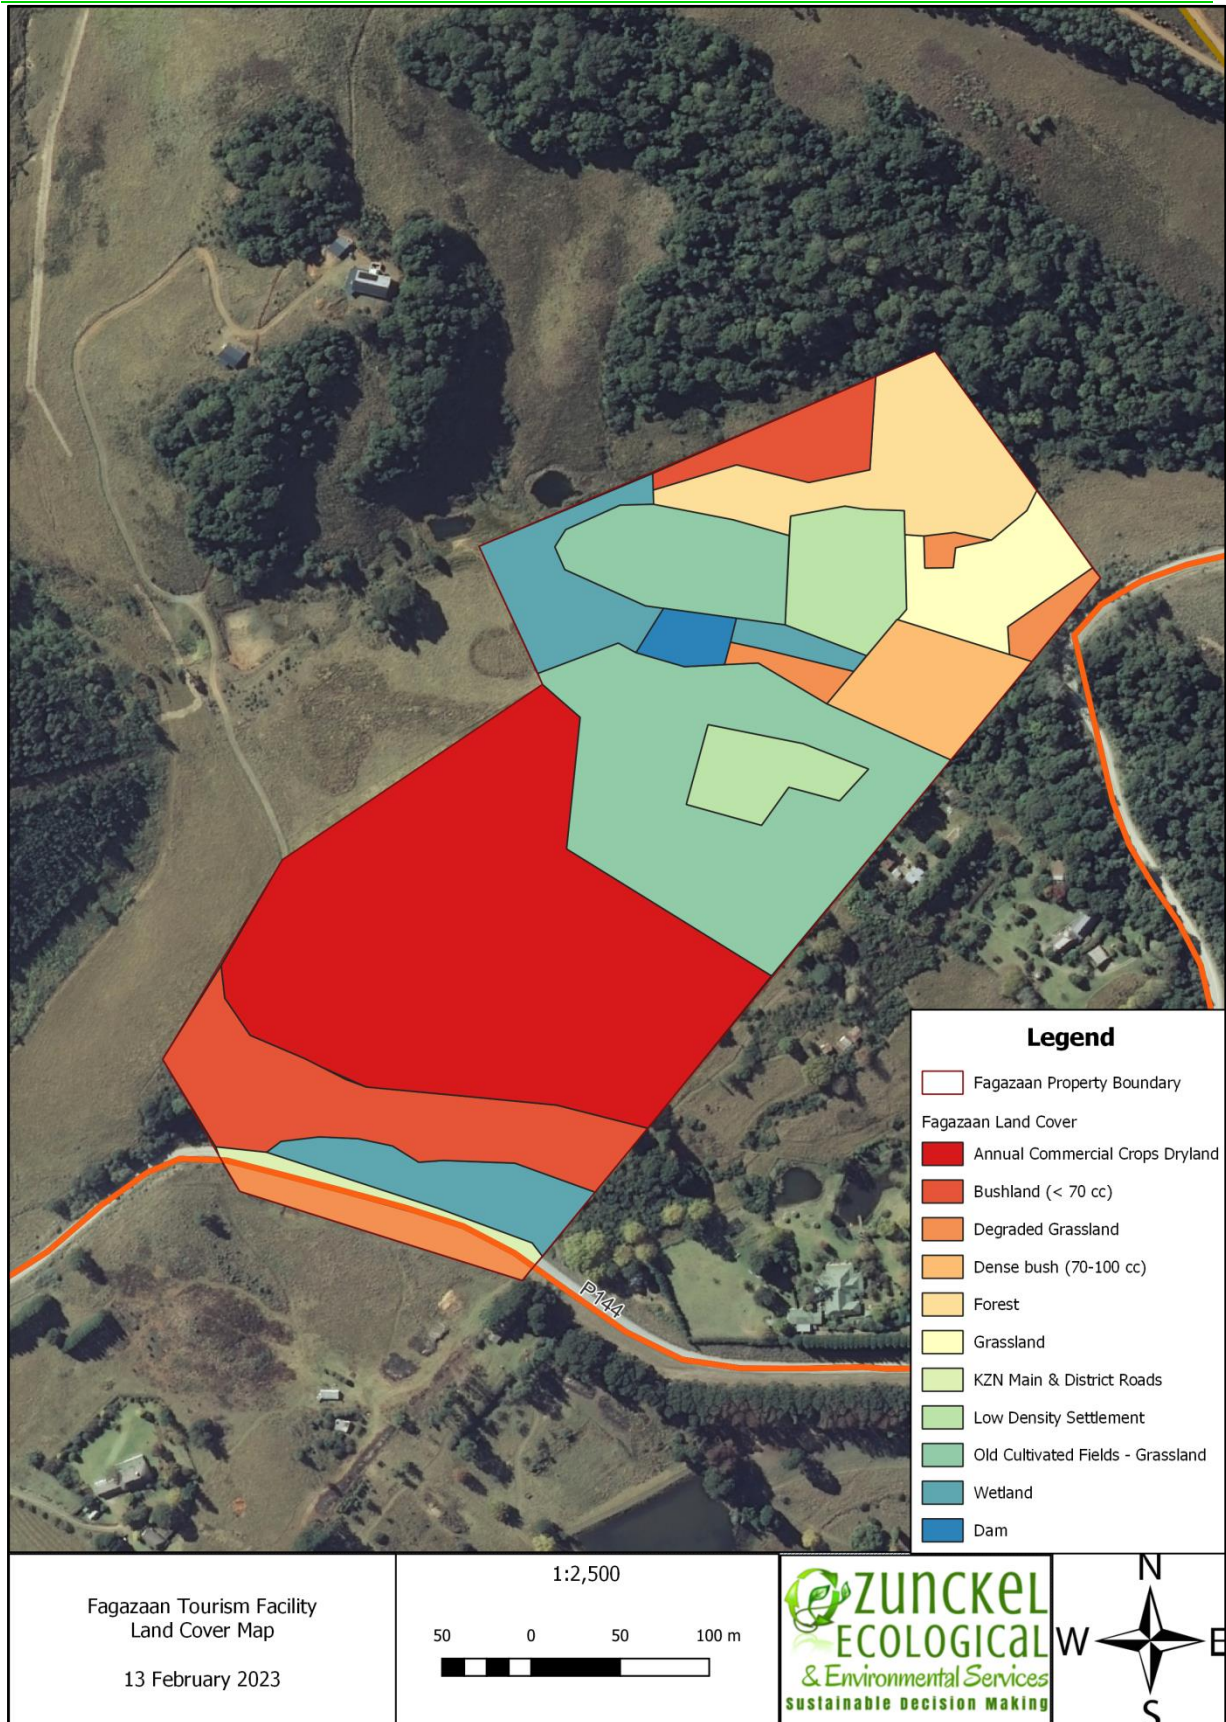 P144
Legend
Fagazaan Property Boundary
Fagazaan Land Cover
Annual Commercial Crops Dryland
Bushland (< 70 cc)
Degraded Grassland
Dense bush (70-100 cc)
Forest
Grassland
KZN Main & District Roads
Low Density Settlement
Old Cultivated Fields - Grassland
Wetland
Dam
Fagazaan Tourism Facility
Land Cover Map
13 February 2023
1:2,500
50 0 50 100 m
ZUNCKEL
ECOLOGICAL
& Environmental Services
Sustainable Decision Making
N
W E
S